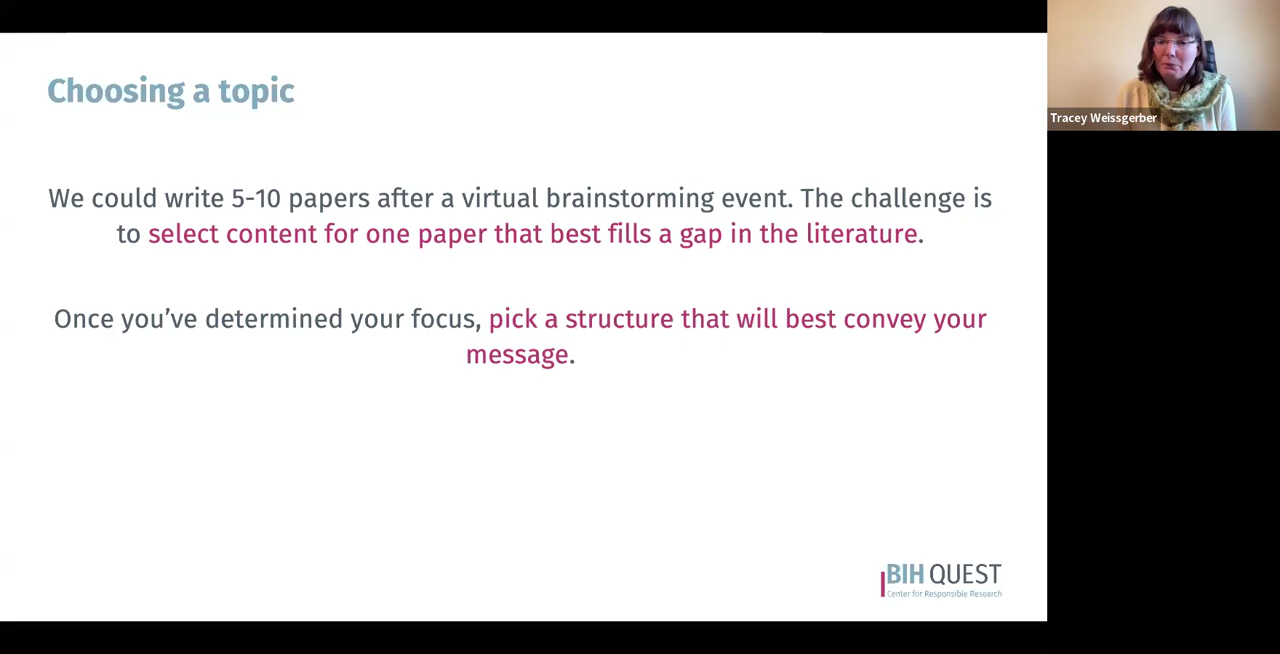 Choosing a topic
We could write 5-10 papers after a virtual brainstorming event. The challenge is
to select content for one paper that best fills a gap in the literature.
Once you’ve determined your focus, pick a structure that will best convey your
message.
BIH QUEST
Center for Responsible Research
Tracey Weissgerber